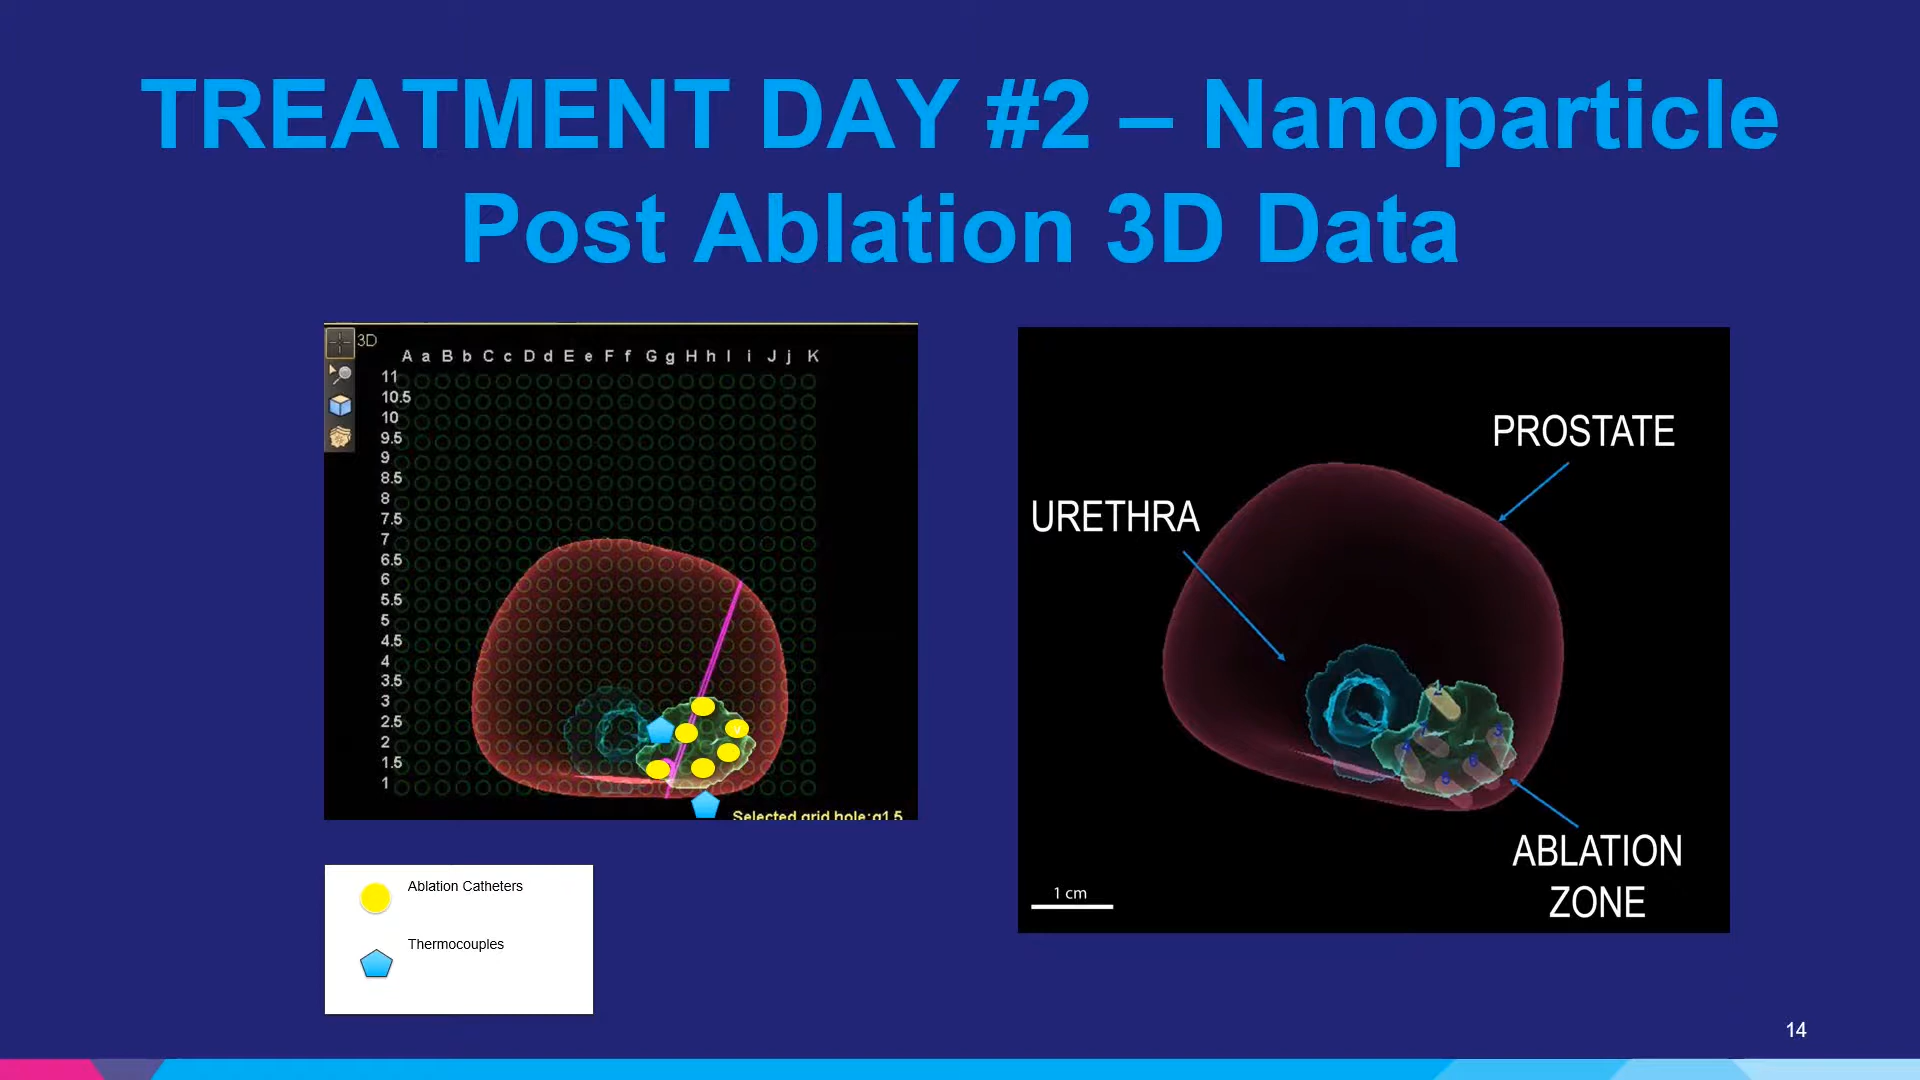 TREATMENT DAY #2 – Nanoparticle
Post Ablation 3D Data
3D
A a B b C c D d E e F f G g H h I i J j K
11
10.5
10
9.5
9
8.5
8
7.5
7
6.5
6
5.5
5
4.5
4
3.5
3
2.5
2
1.5
1
Selected grid hole:g1.5
Ablation Catheters
Thermocouples
PROSTATE
URETHRA
ABLATION
ZONE
1 cm
14